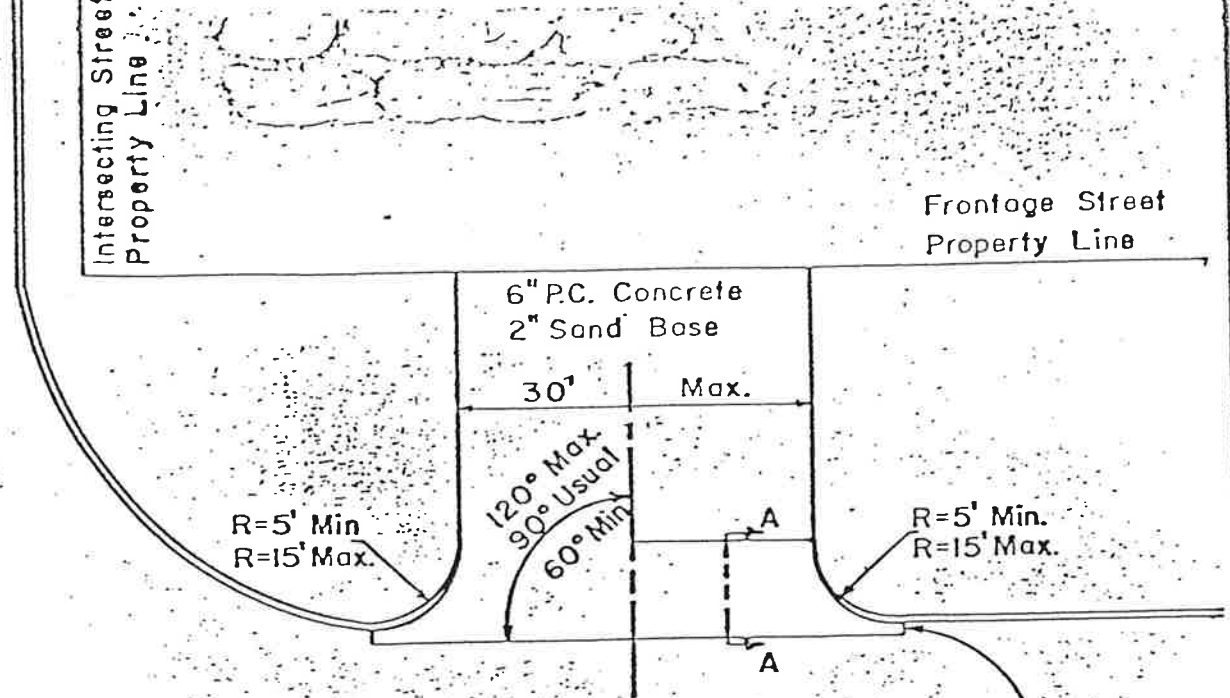 Intersecting Street
Property Line
Frontage Street
Property Line
6" P.C. Concrete
2" Sand Base
30' Max.
120° Max.
90° Usual
60° Min.
A
R=5' Min
R=15' Max.
R=5' Min.
R=15' Max.
A